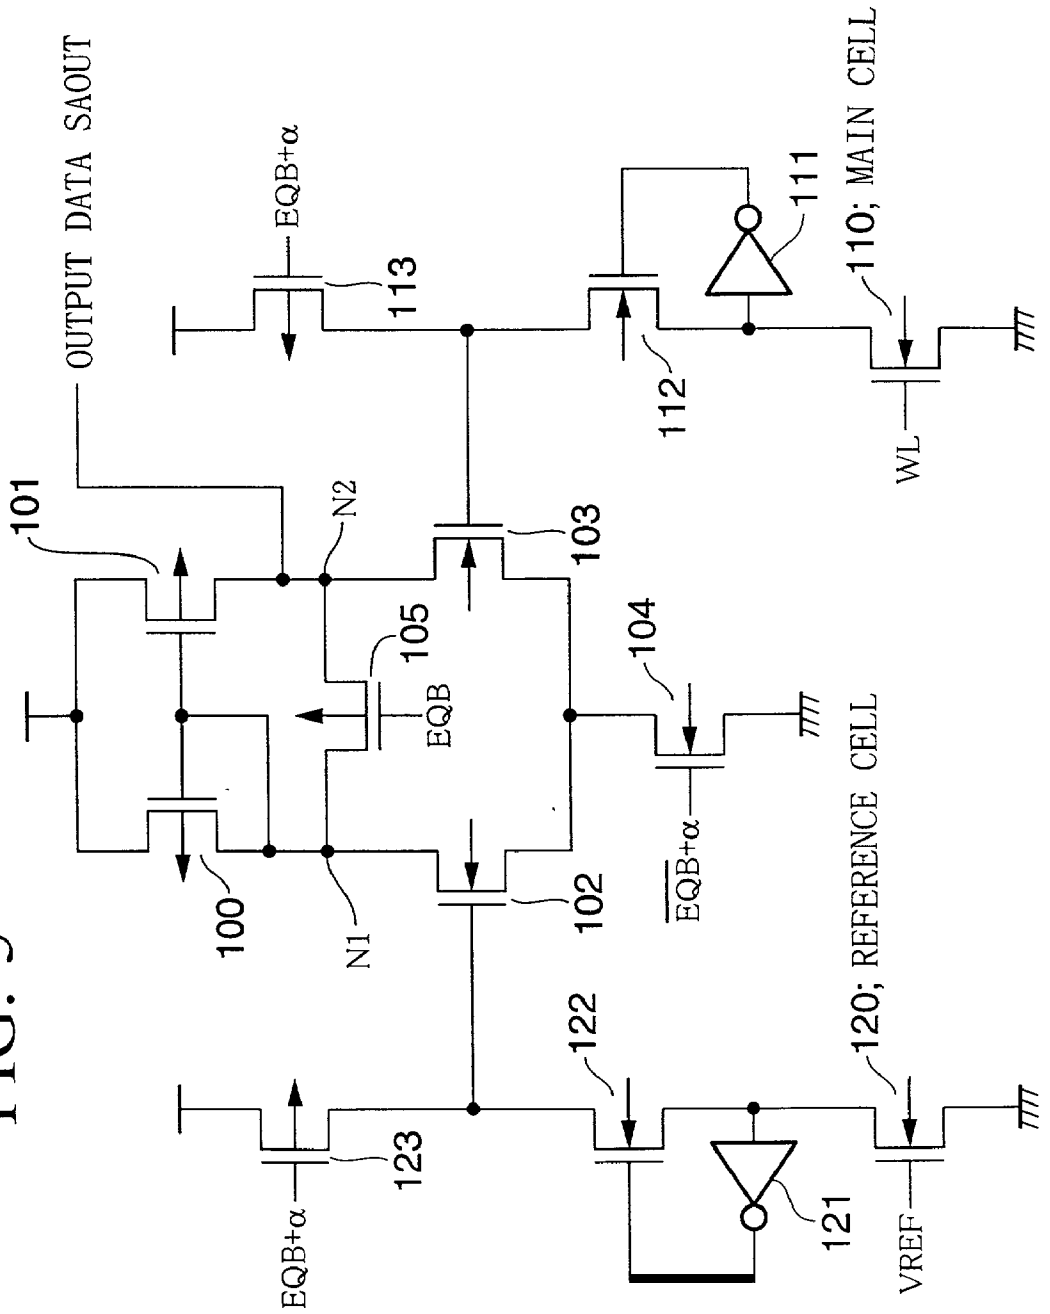 FIG.
OUTPUT DATA SAOUT
101
EQB+α
113
100
N1
N2
105
EQB
EQB+α
123
102
103
112
111
104
EQB+α
122
121
110; MAIN CELL
WL
120; REFERENCE CELL
VREF